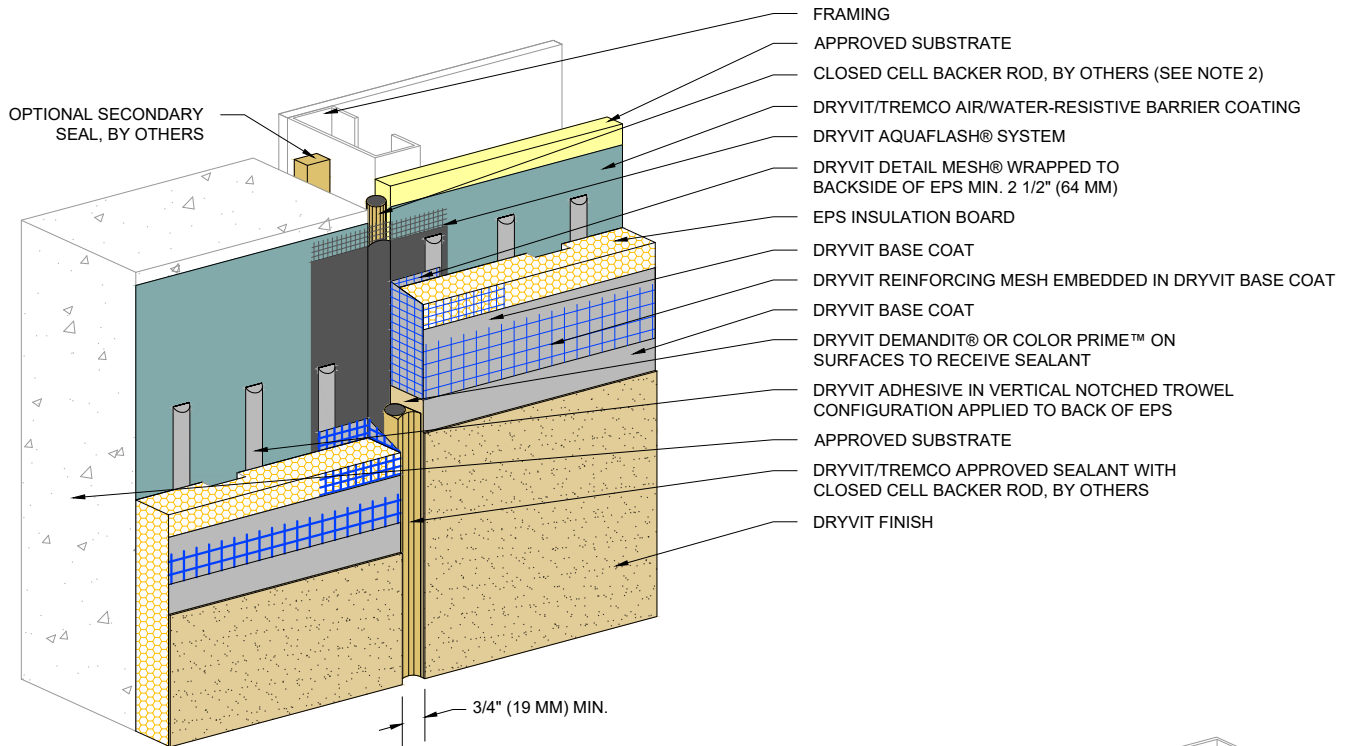 FRAMING
APPROVED SUBSTRATE
CLOSED CELL BACKER ROD, BY OTHERS (SEE NOTE 2)
OPTIONAL SECONDARY
SEAL, BY OTHERS
DRYVIT/TREMCO AIR/WATER-RESISTIVE BARRIER COATING
DRYVIT AQUAFLASH® SYSTEM
DRYVIT DETAIL MESH® WRAPPED TO
BACKSIDE OF EPS MIN. 2 1/2" (64 MM)
EPS INSULATION BOARD
DRYVIT BASE COAT
DRYVIT REINFORCING MESH EMBEDDED IN DRYVIT BASE COAT
DRYVIT BASE COAT
DRYVIT DEMANDIT® OR COLOR PRIME™ ON
SURFACES TO RECEIVE SEALANT
DRYVIT ADHESIVE IN VERTICAL NOTCHED TROWEL
CONFIGURATION APPLIED TO BACK OF EPS
APPROVED SUBSTRATE
DRYVIT/TREMCO APPROVED SEALANT WITH
CLOSED CELL BACKER ROD, BY OTHERS
DRYVIT FINISH
3/4" (19 MM) MIN.